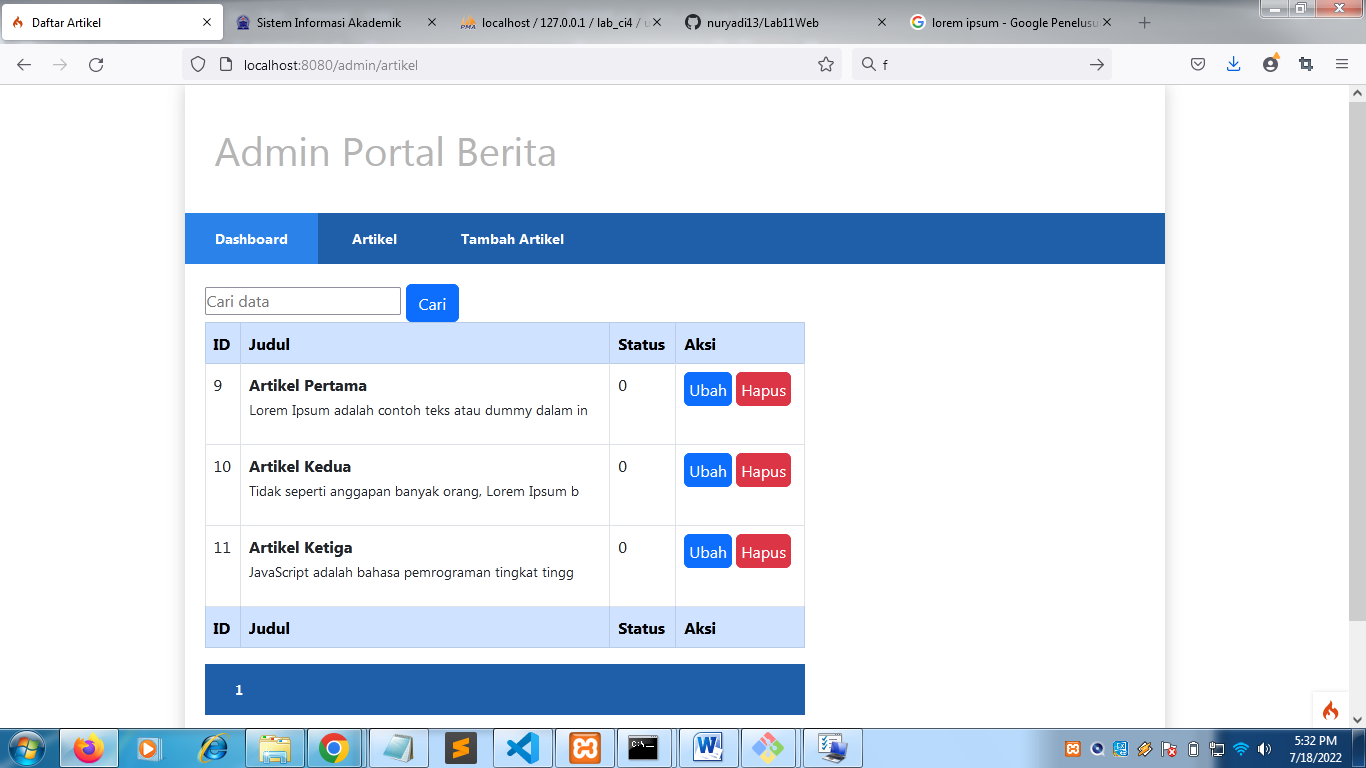 Daftar Artikel
Sistem Informasi Akademik
localhost / 127.0.0.1 / lab_ci4 /
nuryadi13/Lab11Web
lorem ipsum - Google Penelusu
localhost:8080/admin/artikel
f
Admin Portal Berita
Dashboard Artikel Tambah Artikel
Cari data Cari
ID Judul Status Aksi
9 Artikel Pertama 0 Ubah Hapus
Lorem Ipsum adalah contoh teks atau dummy dalam in
10 Artikel Kedua 0 Ubah Hapus
Tidak seperti anggapan banyak orang, Lorem Ipsum b
11 Artikel Ketiga 0 Ubah Hapus
JavaScript adalah bahasa pemrograman tingkat tingg
ID Judul Status Aksi
1
5:32 PM
7/18/2022